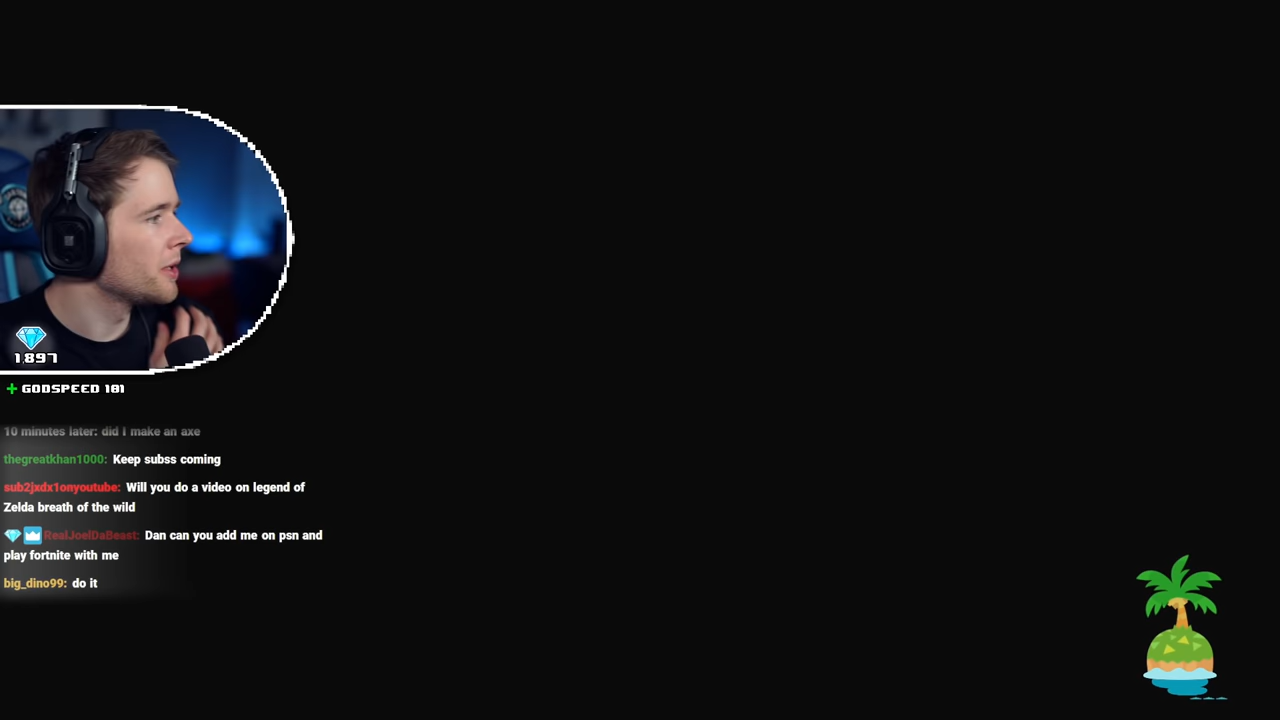 1,897
+ GODSPEED 181
10 minutes later: did I make an axe
thegreatkhan1000: Keep subss coming
sub2jxdx1onyoutube: Will you do a video on legend of
Zelda breath of the wild
RealJoelDaBeast: Dan can you add me on psn and
play fortnite with me
big_dino99: do it